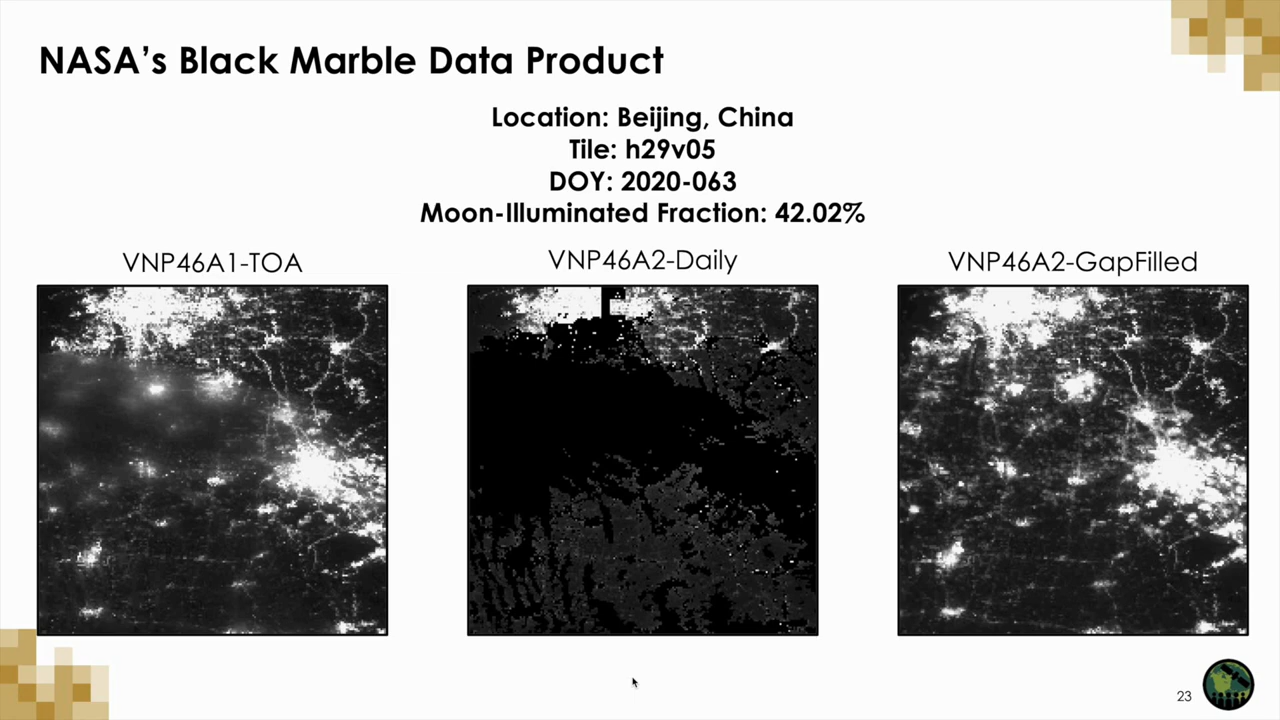 NASA's Black Marble Data Product
Location: Beijing, China
Tile: h29v05
DOY: 2020-063
Moon-Illuminated Fraction: 42.02%
VNP46A1-TOA
VNP46A2-Daily
VNP46A2-GapFilled
23